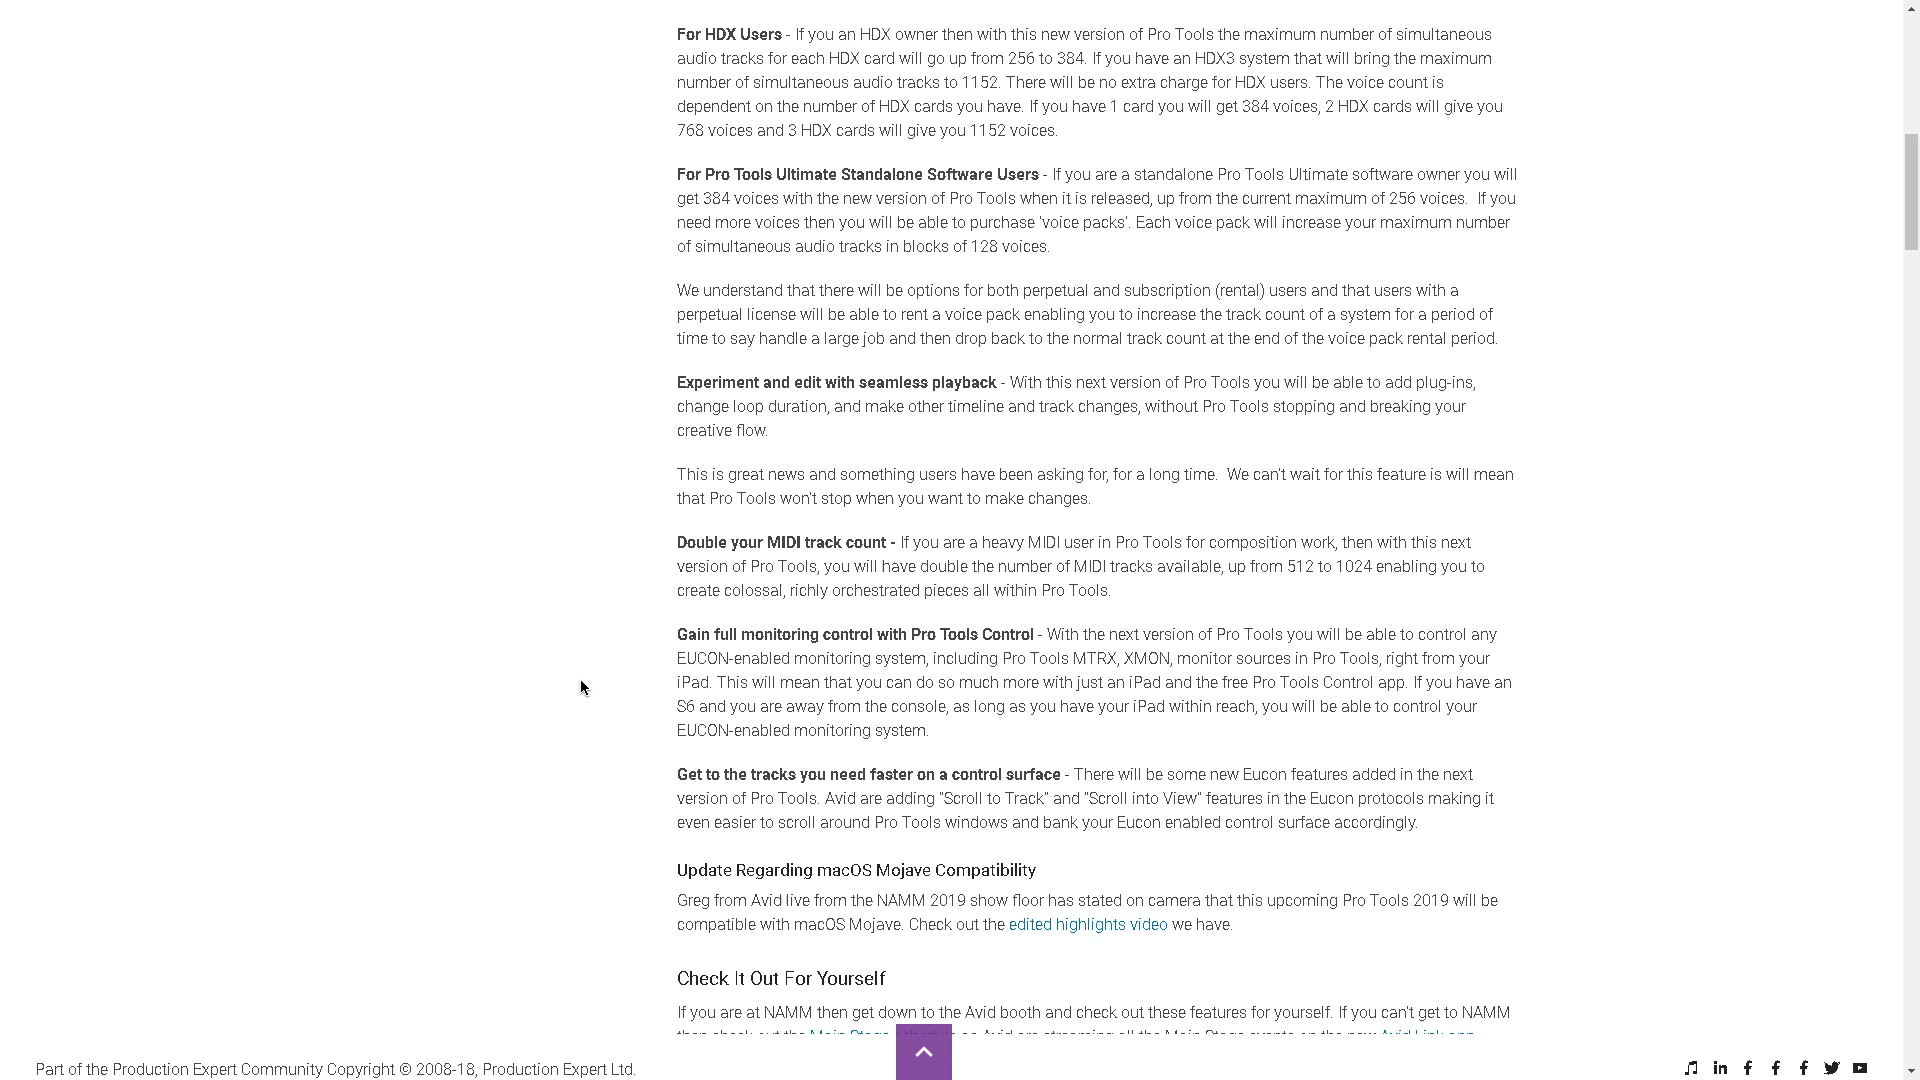 For HDX Users - If you an HDX owner then with this new version of Pro Tools the maximum number of simultaneous
audio tracks for each HDX card will go up from 256 to 384. If you have an HDX3 system that will bring the maximum
number of simultaneous audio tracks to 1152. There will be no extra charge for HDX users. The voice count is
dependent on the number of HDX cards you have. If you have 1 card you will get 384 voices, 2 HDX cards will give you
768 voices and 3 HDX cards will give you 1152 voices.
For Pro Tools Ultimate Standalone Software Users - If you are a standalone Pro Tools Ultimate software owner you will
get 384 voices with the new version of Pro Tools when it is released, up from the current maximum of 256 voices.  If you
need more voices then you will be able to purchase 'voice packs'. Each voice pack will increase your maximum number
of simultaneous audio tracks in blocks of 128 voices.
We understand that there will be options for both perpetual and subscription (rental) users and that users with a
perpetual license will be able to rent a voice pack enabling you to increase the track count of a system for a period of
time to say handle a large job and then drop back to the normal track count at the end of the voice pack rental period.
Experiment and edit with seamless playback - With this next version of Pro Tools you will be able to add plug-ins,
change loop duration, and make other timeline and track changes, without Pro Tools stopping and breaking your
creative flow.
This is great news and something users have been asking for, for a long time.  We can't wait for this feature is will mean
that Pro Tools won't stop when you want to make changes.
Double your MIDI track count - If you are a heavy MIDI user in Pro Tools for composition work, then with this next
version of Pro Tools, you will have double the number of MIDI tracks available, up from 512 to 1024 enabling you to
create colossal, richly orchestrated pieces all within Pro Tools.
Gain full monitoring control with Pro Tools Control - With the next version of Pro Tools you will be able to control any
EUCON-enabled monitoring system, including Pro Tools MTRX, XMON, monitor sources in Pro Tools, right from your
iPad. This will mean that you can do so much more with just an iPad and the free Pro Tools Control app. If you have an
S6 and you are away from the console, as long as you have your iPad within reach, you will be able to control your
EUCON-enabled monitoring system.
Get to the tracks you need faster on a control surface - There will be some new Eucon features added in the next
version of Pro Tools. Avid are adding "Scroll to Track" and "Scroll into View" features in the Eucon protocols making it
even easier to scroll around Pro Tools windows and bank your Eucon enabled control surface accordingly.
Update Regarding macOS Mojave Compatibility
Greg from Avid live from the NAMM 2019 show floor has stated on camera that this upcoming Pro Tools 2019 will be
compatible with macOS Mojave. Check out the edited highlights video we have.
Check It Out For Yourself
If you are at NAMM then get down to the Avid booth and check out these features for yourself. If you can't get to NAMM
Part of the Production Expert Community Copyright © 2008-18, Production Expert Ltd.